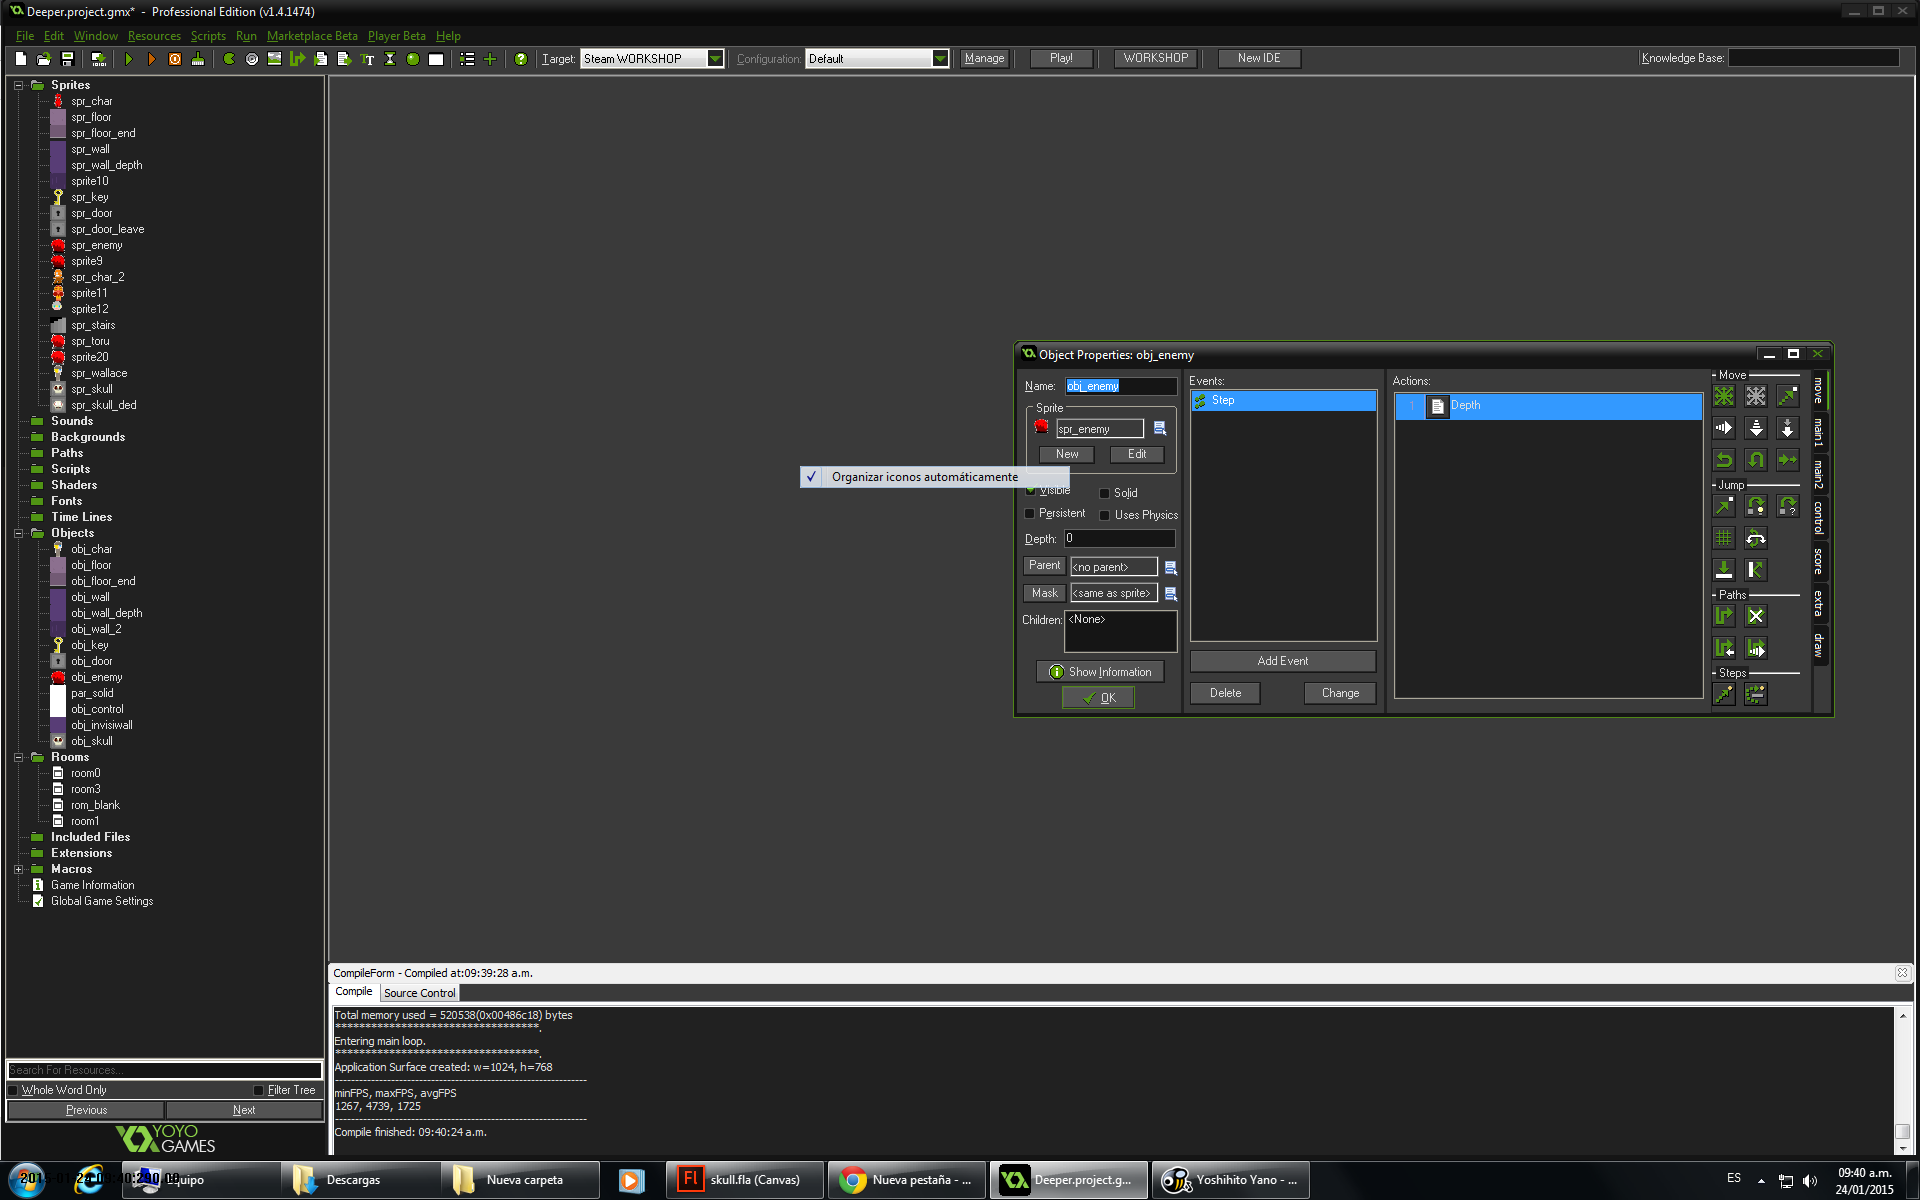 Deeper.project.gmx* - Professional Edition (v1.4.1474)
File Edit Window Resources Scripts Run Marketplace Beta Player Beta Help
Target: Steam WORKSHOP Configuration: Default Manage Play! WORKSHOP New IDE Knowledge Base:
Sprites
spr_char
spr_floor
spr_floor_end
spr_wall
spr_wall_depth
sprite10
spr_key
spr_door
spr_door_leave
spr_enemy
sprite9
spr_char_2
sprite11
sprite12
spr_stairs
spr_toru
sprite20
spr_wallace
spr_skull
spr_skull_ded
Sounds
Backgrounds
Paths
Scripts
Shaders
Fonts
Time Lines
Objects
obj_char
obj_floor
obj_floor_end
obj_wall
obj_wall_depth
obj_wall_2
obj_key
obj_door
obj_enemy
par_solid
obj_control
obj_invisiwall
obj_skull
Rooms
room0
room3
rom_blank
room1
Included Files
Extensions
Macros
Game Information
Global Game Settings
Search For Resources...
Whole Word Only Filter Tree
Previous Next
YOYO
GAMES
Organizar iconos automáticamente
Object Properties: obj_enemy
Name: obj_enemy
Sprite
spr_enemy
New Edit
Visible Solid
Persistent Uses Physics
Depth: 0
Parent <no parent>
Mask <same as sprite>
Children: <None>
Show Information
OK
Events:
Step
Add Event
Delete Change
Actions:
1 Depth
Move
Jump
Paths
Steps
move
main1
main2
control
score
extra
draw
CompileForm - Compiled at:09:39:28 a.m.
Compile Source Control
Total memory used = 520538(0x00486c18) bytes
**********************************.
Entering main loop.
**********************************.
Application Surface created: w=1024, h=768
minFPS, maxFPS, avgFPS
1267, 4739, 1725
Compile finished: 09:40:24 a.m.
Equipo
Descargas
Nueva carpeta
skull.fla (Canvas)
Nueva pestaña - ...
Deeper.project.g...
Yoshihito Yano - ...
ES
09:40 a.m.
24/01/2015